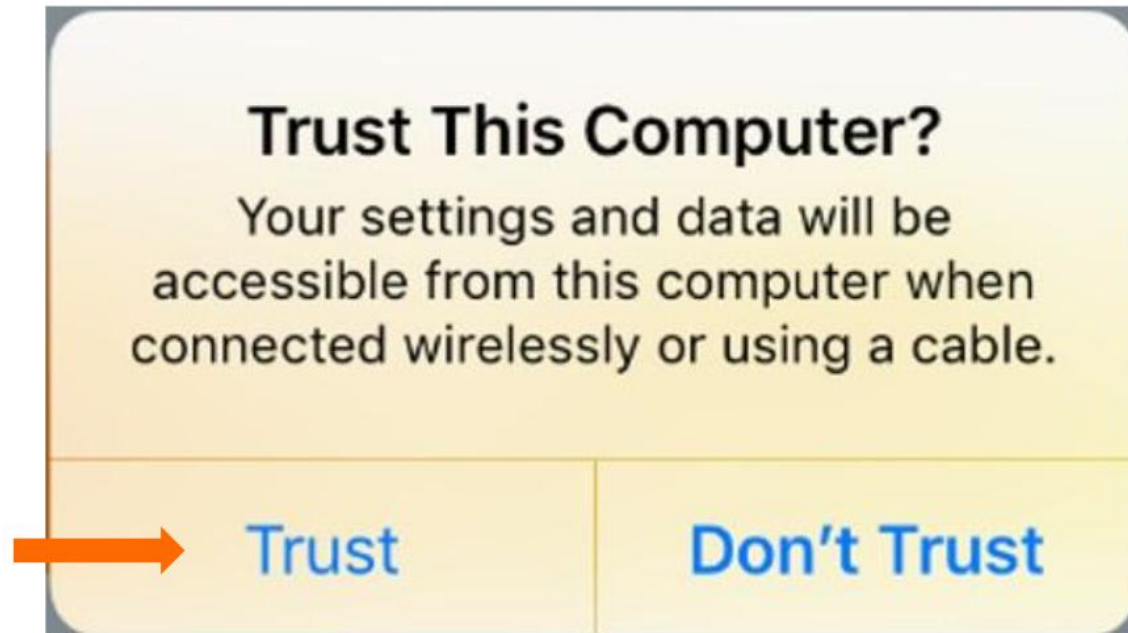 Trust This Computer?
Your settings and data will be
accessible from this computer when
connected wirelessly or using a cable.
Trust
Don’t Trust